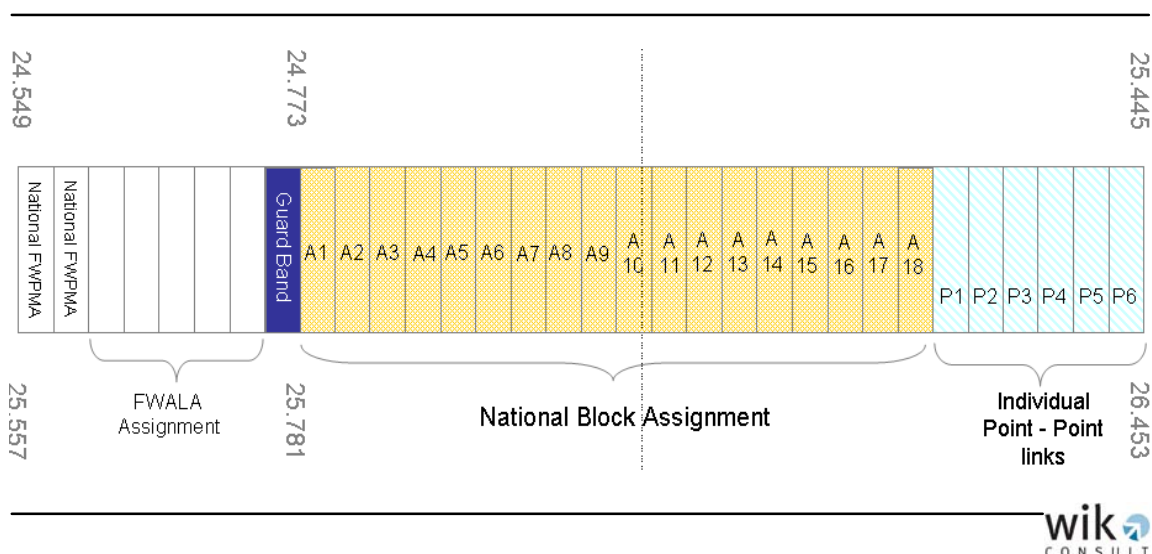 24.549
24.773
25.445
National FWPMA
National FWPMA
Guard Band
A1 A2 A3 A4 A5 A6 A7 A8 A9 A 10 A 11 A 12 A 13 A 14 A 15 A 16 A 17 A 18
P1 P2 P3 P4 P5 P6
25.557
FWALA
Assignment
25.781
National Block Assignment
Individual
Point - Point
links
26.453
wik
CONSULT